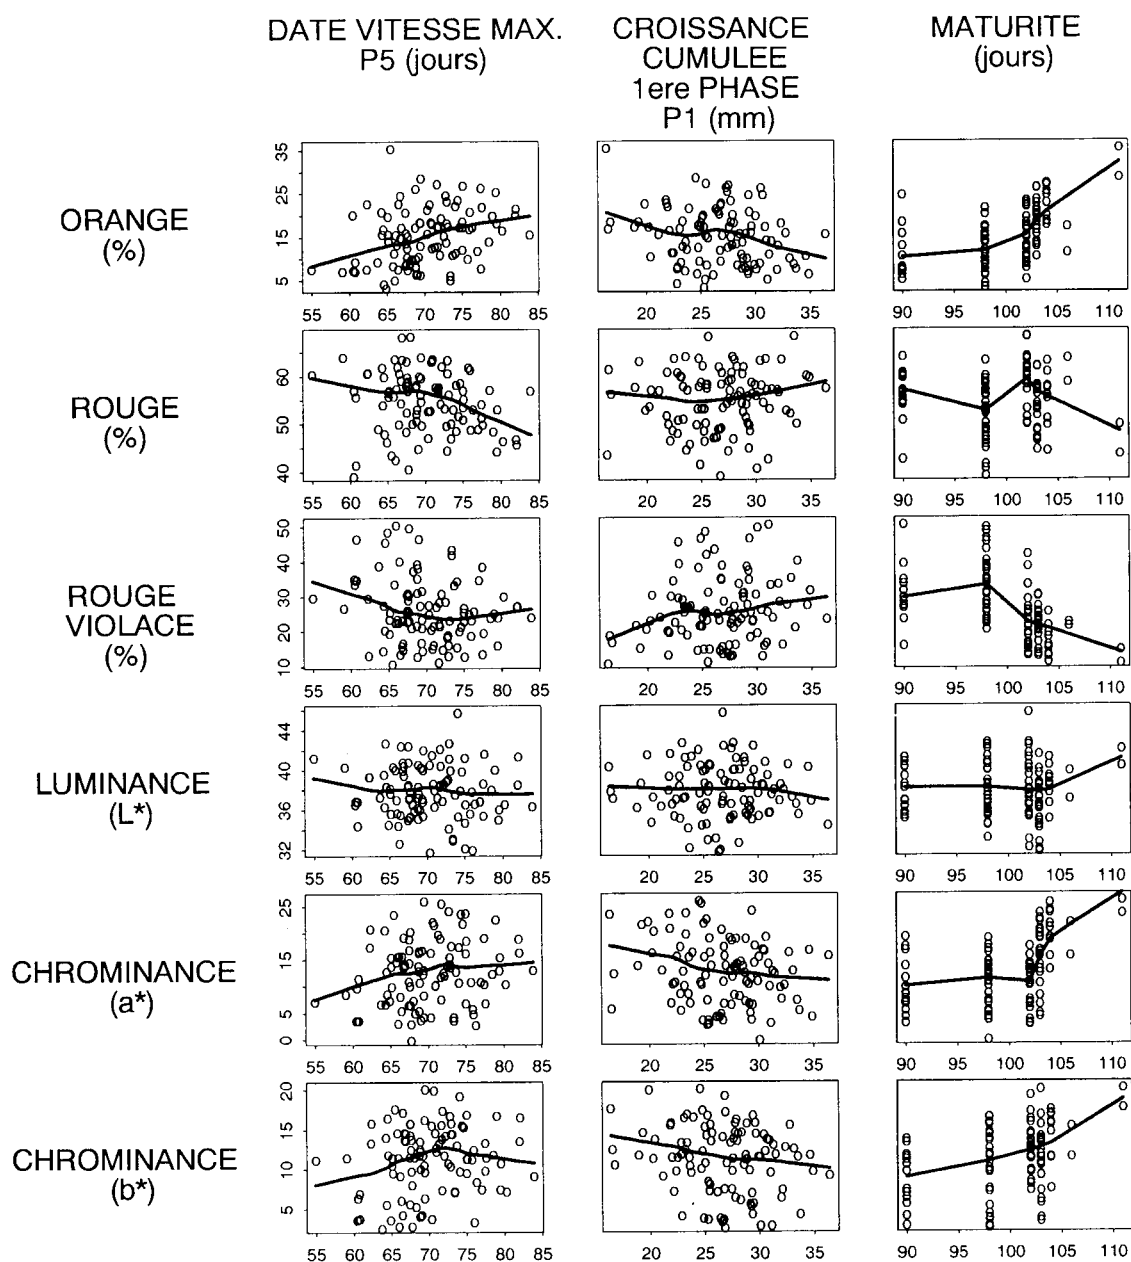 DATE VITESSE MAX.
P5 (jours)
CROISSANCE
CUMULEE
1ere PHASE
P1 (mm)
MATURITE
(jours)
ORANGE
(%)
35
25
15
5
55 60 65 70 75 80 85
20 25 30 35
90 95 100 105 110
ROUGE
(%)
60
50
40
55 60 65 70 75 80 85
20 25 30 35
90 95 100 105 110
ROUGE
VIOLACE
(%)
50
40
30
20
10
55 60 65 70 75 80 85
20 25 30 35
90 95 100 105 110
LUMINANCE
(L*)
44
40
36
32
55 60 65 70 75 80 85
20 25 30 35
90 95 100 105 110
CHROMINANCE
(a*)
25
15
5
0
55 60 65 70 75 80 85
20 25 30 35
90 95 100 105 110
CHROMINANCE
(b*)
20
15
10
5
55 60 65 70 75 80 85
20 25 30 35
90 95 100 105 110